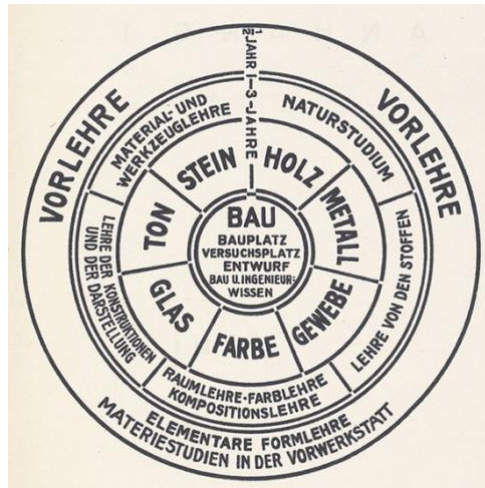 VORLEHRE
VORLEHRE
1/2 JAHR
1-3-JAHRE
MATERIAL- UND
WERKZEUGLEHRE
NATURSTUDIUM
LEHRE VON DEN STOFFEN
RAUMLEHRE·FARBLEHRE
KOMPOSITIONSLEHRE
LEHRE DER KONSTRUKTIONEN
UND DER DARSTELLUNG
STEIN
HOLZ
METALL
GEWEBE
FARBE
GLAS
TON
BAU
BAUPLATZ
VERSUCHSPLATZ
ENTWURF
BAU U. INGENIEUR-
WISSEN
ELEMENTARE FORMLEHRE
MATERIESTUDIEN IN DER VORWERKSTATT